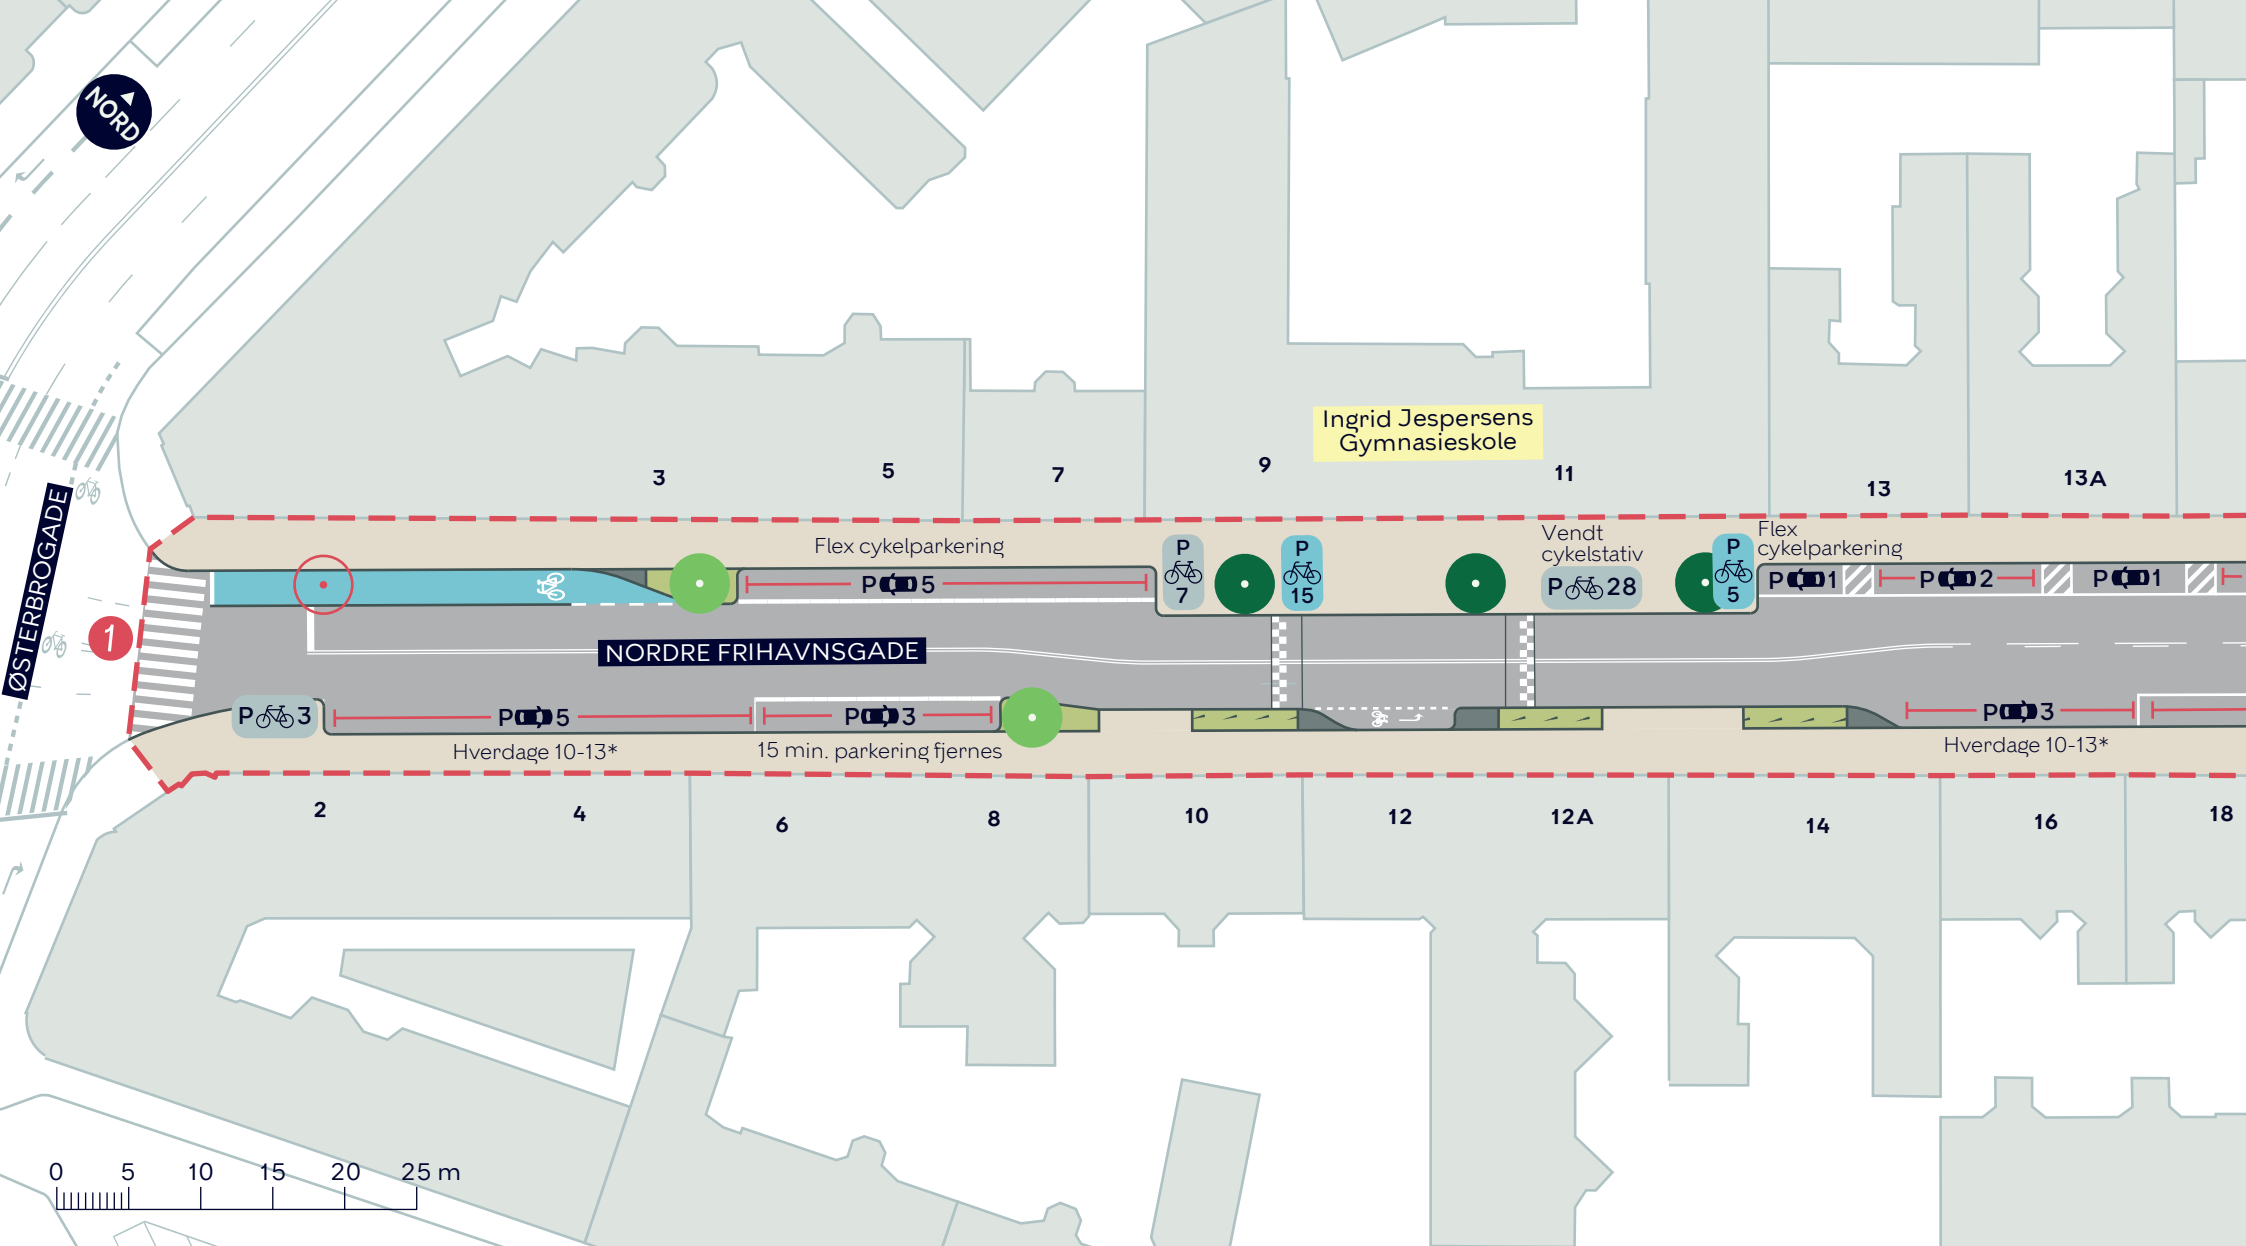 NORD
Ingrid Jespersens
Gymnasieskole
3
5
7
9
11
13
13A
ØSTERBROGADE
1
Flex cykelparkering
P 5
P
7
P
15
Vendt
cykelstativ
P 28
P
5
Flex
cykelparkering
P 1
P 2
P 1
NORDRE FRIHAVNSGADE
P 3
P 5
P 3
P 3
Hverdage 10-13*
15 min. parkering fjernes
Hverdage 10-13*
2
4
6
8
10
12
12A
14
16
18
0 5 10 15 20 25 m